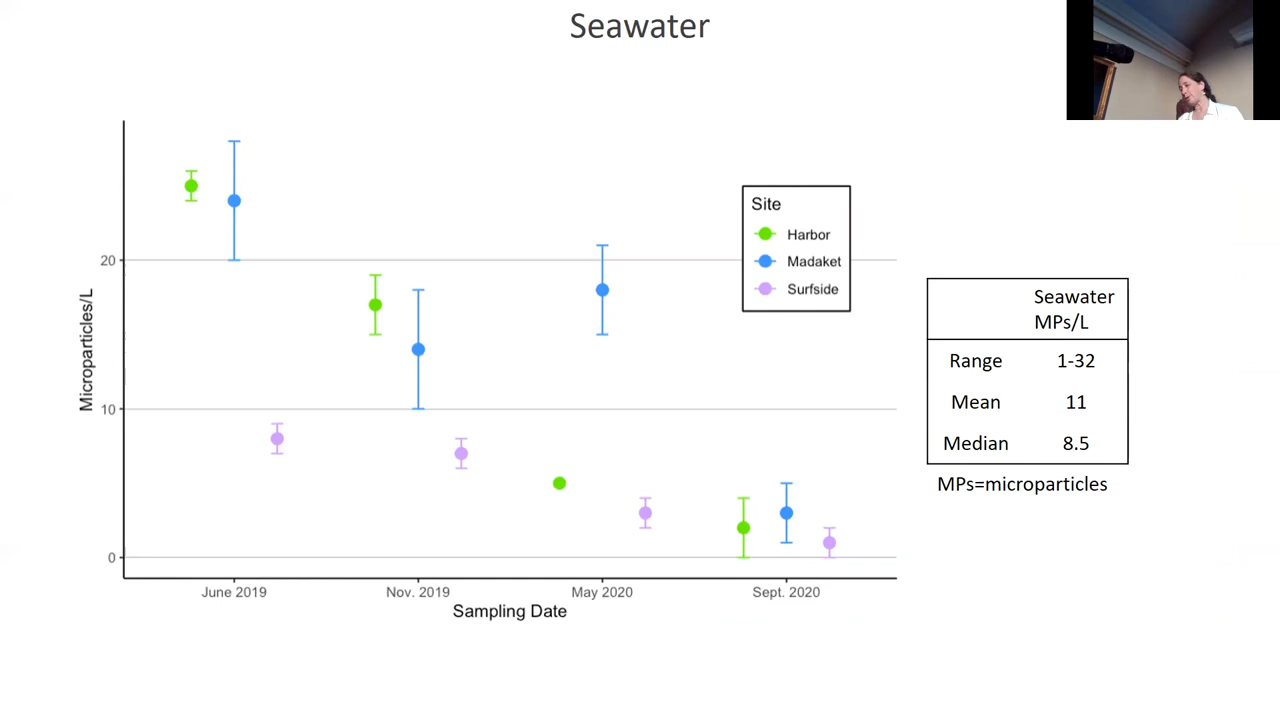 Seawater
Microparticles/L
20
10
0
June 2019
Nov. 2019
May 2020
Sept. 2020
Sampling Date
Site
Harbor
Madaket
Surfside
Seawater
MPs/L
Range 1-32
Mean 11
Median 8.5
MPs=microparticles